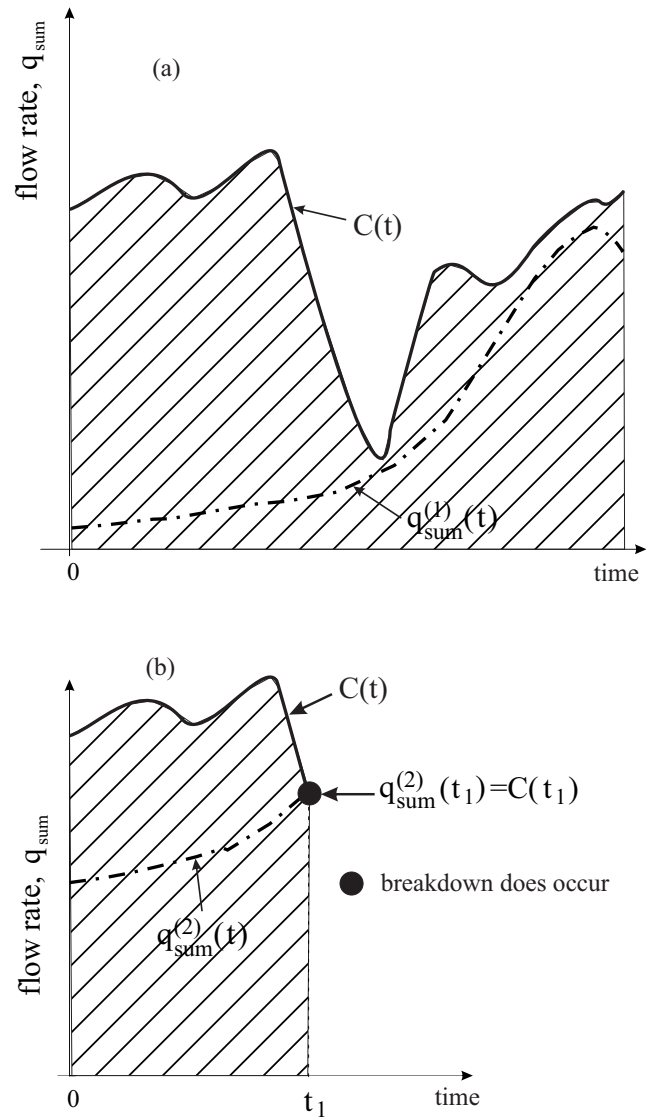 (a)
flow rate, q_sum
C(t)
q_sum^(1)(t)
0
time
(b)
C(t)
q_sum^(2)(t_1)=C(t_1)
breakdown does occur
q_sum^(2)(t)
flow rate, q_sum
0
t_1
time